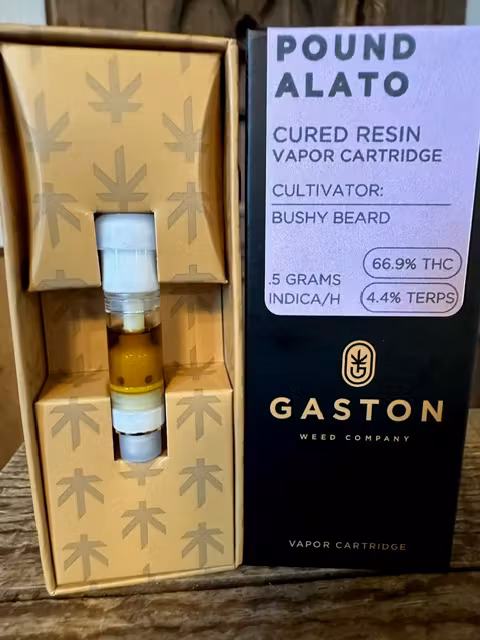 POUND
ALATO
CURED RESIN
VAPOR CARTRIDGE
CULTIVATOR:
BUSHY BEARD
66.9% THC
.5 GRAMS
INDICA/H
4.4% TERPS
GASTON
WEED COMPANY
VAPOR CARTRIDGE